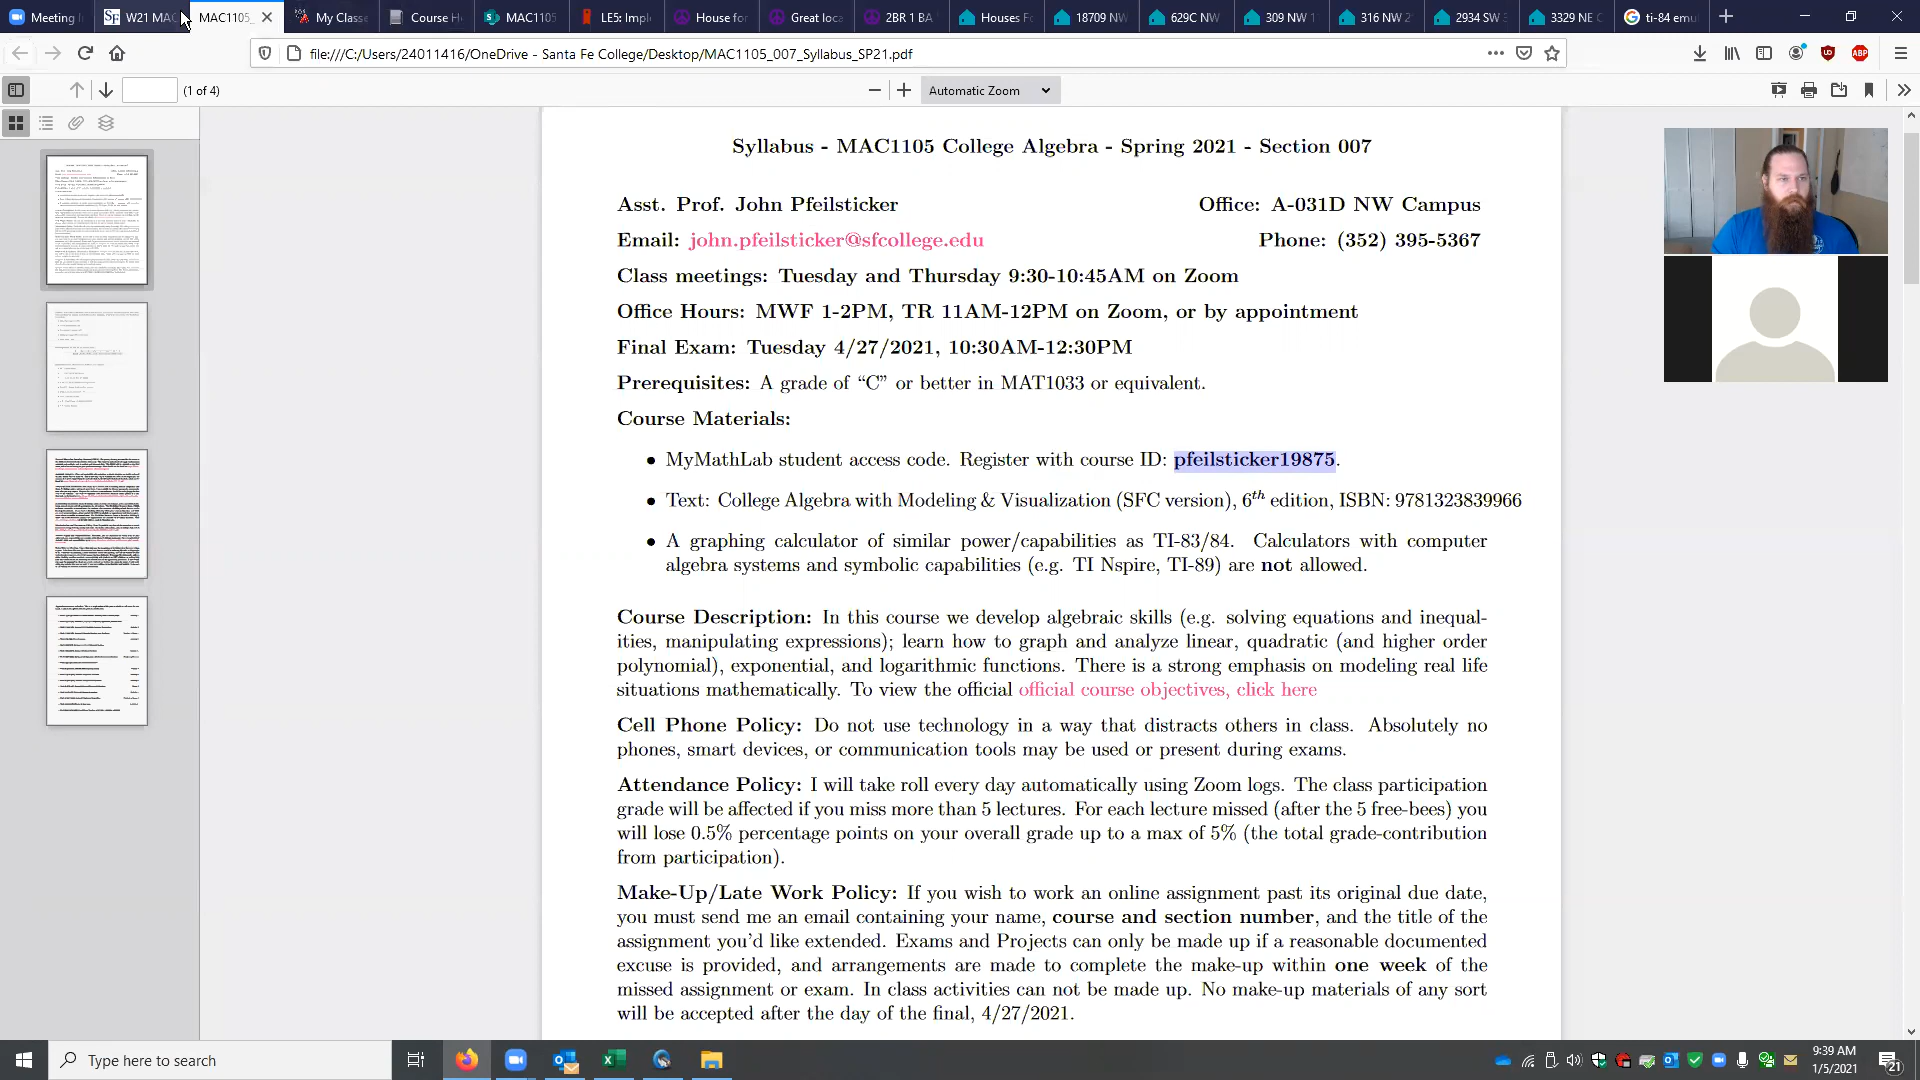 Meeting I
W21 MAC
MAC1105_
My Classe
Course H
MAC1105
LE5: Imple
House for
Great loca
2BR 1 BA
Houses Fo
18709 NW
629C NW
309 NW 1
316 NW 2
2934 SW
3329 NE C
ti-84 emul
file:///C:/Users/24011416/OneDrive - Santa Fe College/Desktop/MAC1105_007_Syllabus_SP21.pdf
(1 of 4)
Automatic Zoom
Syllabus - MAC1105 College Algebra - Spring 2021 - Section 007
Asst. Prof. John Pfeilsticker Office: A-031D NW Campus
Email: john.pfeilsticker@sfcollege.edu Phone: (352) 395-5367
Class meetings: Tuesday and Thursday 9:30-10:45AM on Zoom
Office Hours: MWF 1-2PM, TR 11AM-12PM on Zoom, or by appointment
Final Exam: Tuesday 4/27/2021, 10:30AM-12:30PM
Prerequisites: A grade of “C” or better in MAT1033 or equivalent.
Course Materials:
• MyMathLab student access code. Register with course ID: pfeilsticker19875.
• Text: College Algebra with Modeling & Visualization (SFC version), 6th edition, ISBN: 9781323839966
• A graphing calculator of similar power/capabilities as TI-83/84. Calculators with computer
algebra systems and symbolic capabilities (e.g. TI Nspire, TI-89) are not allowed.
Course Description: In this course we develop algebraic skills (e.g. solving equations and inequal-
ities, manipulating expressions); learn how to graph and analyze linear, quadratic (and higher order
polynomial), exponential, and logarithmic functions. There is a strong emphasis on modeling real life
situations mathematically. To view the official official course objectives, click here
Cell Phone Policy: Do not use technology in a way that distracts others in class. Absolutely no
phones, smart devices, or communication tools may be used or present during exams.
Attendance Policy: I will take roll every day automatically using Zoom logs. The class participation
grade will be affected if you miss more than 5 lectures. For each lecture missed (after the 5 free-bees) you
will lose 0.5% percentage points on your overall grade up to a max of 5% (the total grade-contribution
from participation).
Make-Up/Late Work Policy: If you wish to work an online assignment past its original due date,
you must send me an email containing your name, course and section number, and the title of the
assignment you’d like extended. Exams and Projects can only be made up if a reasonable documented
excuse is provided, and arrangements are made to complete the make-up within one week of the
missed assignment or exam. In class activities can not be made up. No make-up materials of any sort
will be accepted after the day of the final, 4/27/2021.
Type here to search
9:39 AM
1/5/2021
21